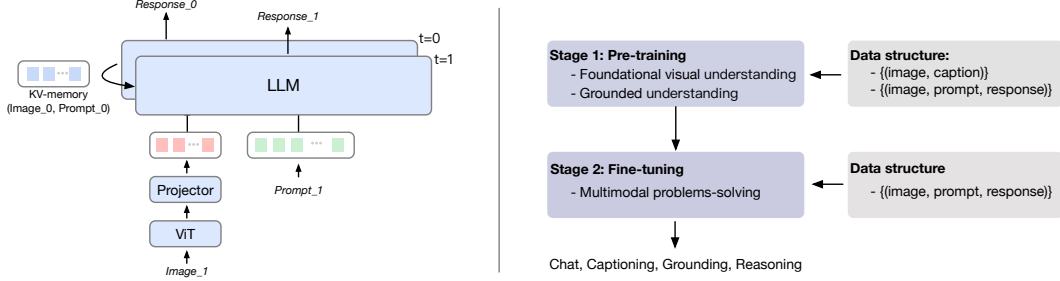 Response_0
Response_1
t=0
t=1
LLM
KV-memory
(Image_0, Prompt_0)
Projector
Prompt_1
ViT
Image_1
Stage 1: Pre-training
- Foundational visual understanding
- Grounded understanding
Data structure:
- {(image, caption)}
- {(image, prompt, response)}
Stage 2: Fine-tuning
- Multimodal problems-solving
Data structure
- {(image, prompt, response)}
Chat, Captioning, Grounding, Reasoning